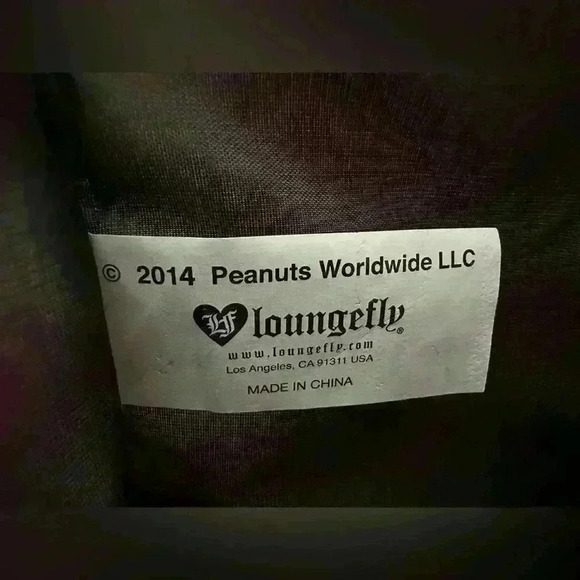 © 2014 Peanuts Worldwide LLC
LF loungefly®
www.loungefly.com
Los Angeles, CA 91311 USA
MADE IN CHINA